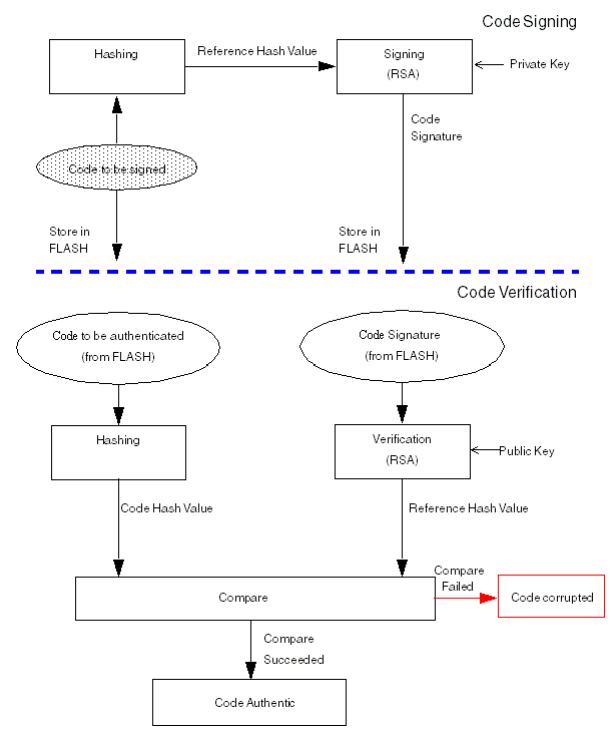 Code Signing
Hashing
Reference Hash Value
Signing
(RSA)
Private Key
Code
Signature
Code to be signed
Store in
FLASH
Store in
FLASH
Code Verification
Code to be authenticated
(from FLASH)
Code Signature
(from FLASH)
Hashing
Verification
(RSA)
Public Key
Code Hash Value
Reference Hash Value
Compare
Failed
Compare
Code corrupted
Compare
Succeeded
Code Authentic